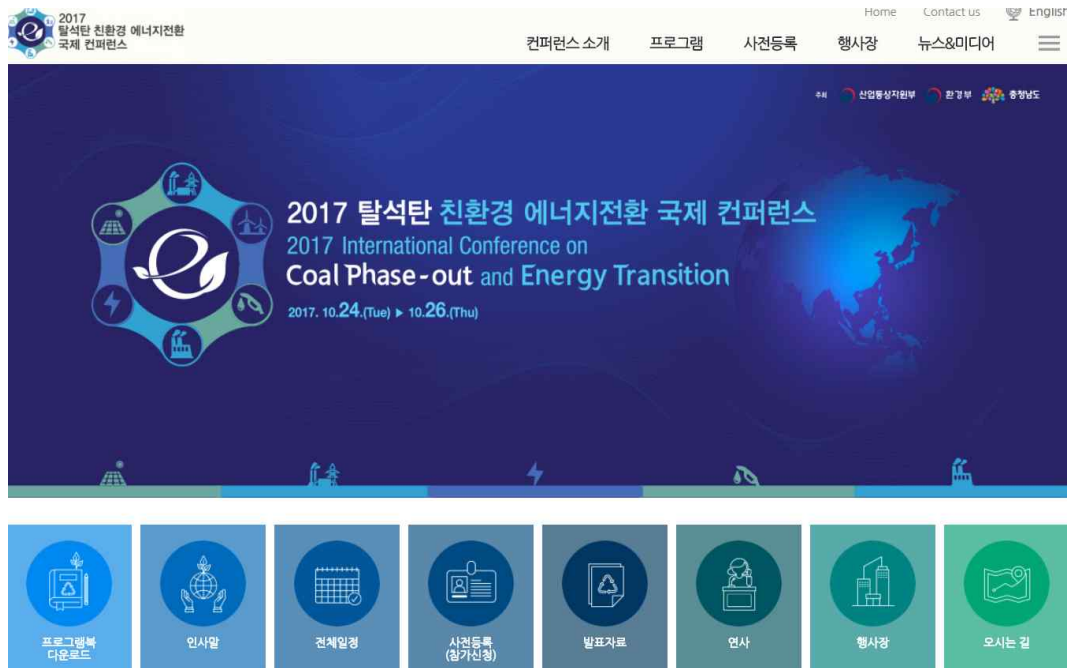 Home Contact us English
2017
탈석탄 친환경 에너지전환
국제 컨퍼런스
컨퍼런스 소개 프로그램 사전등록 행사장 뉴스&미디어
주최 산업통상자원부 환경부 충청남도
2017 탈석탄 친환경 에너지전환 국제 컨퍼런스
2017 International Conference on
Coal Phase-out and Energy Transition
2017. 10.24.(Tue) ▶ 10.26.(Thu)
프로그램북
다운로드
인사말
전체일정
사전등록
(참가신청)
발표자료
연사
행사장
오시는 길